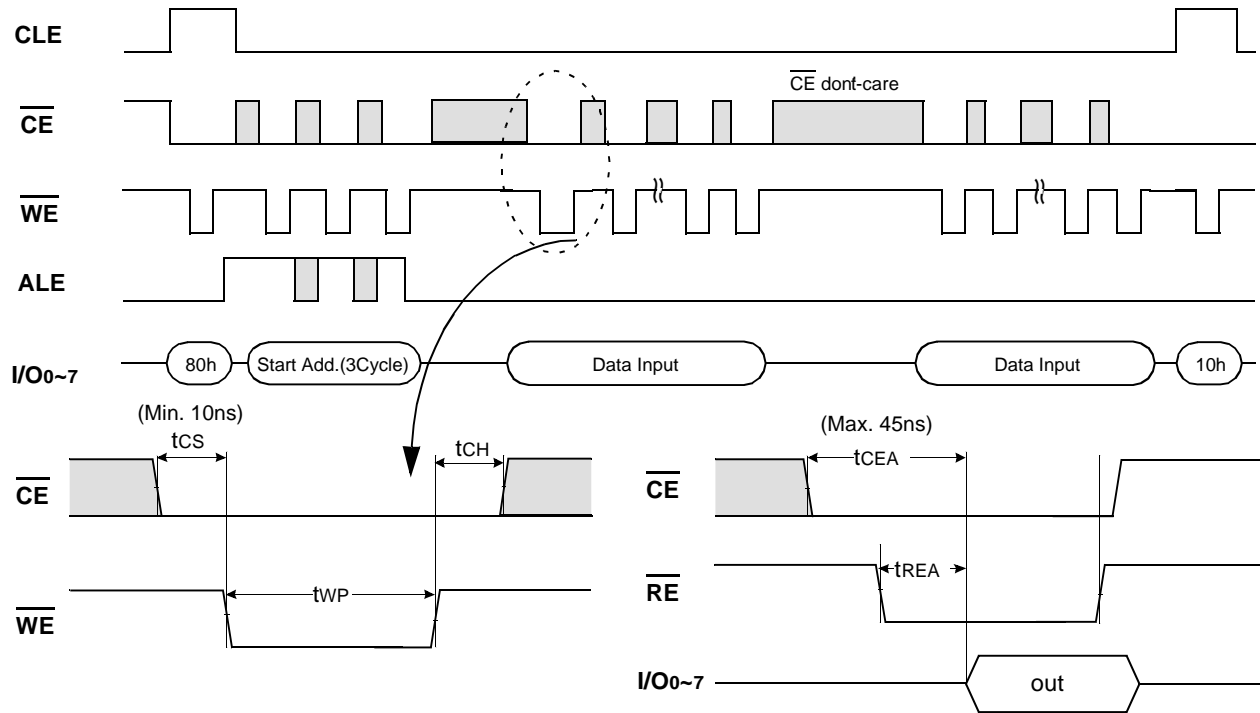 CLE
CE dont-care
CE
WE
ALE
I/O0~7 80h Start Add.(3Cycle) Data Input Data Input 10h
(Min. 10ns)
tCS
tCH
CE
tWP
WE
(Max. 45ns)
tCEA
CE
tREA
RE
I/O0~7 out